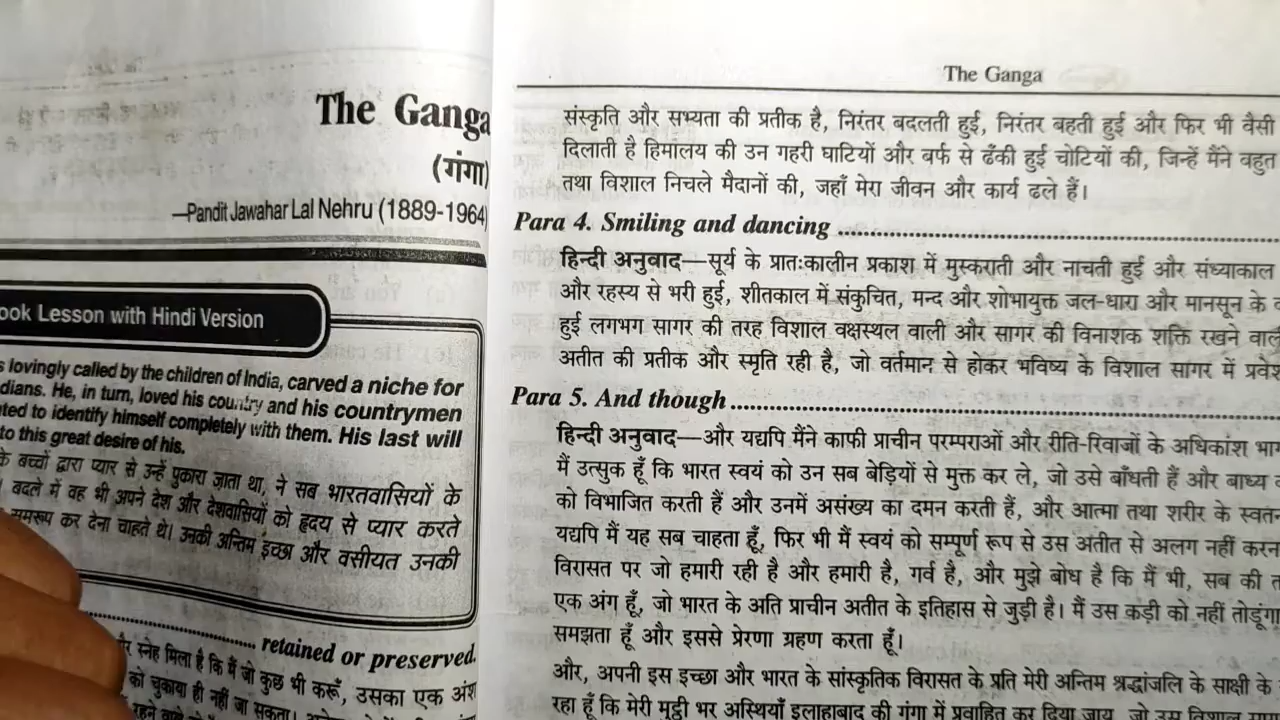 The Ganga
(गंगा)
—Pandit Jawahar Lal Nehru (1889-1964)
ook Lesson with Hindi Version
s lovingly called by the children of India, carved a niche for
dians. He, in turn, loved his country and his countrymen
ted to identify himself completely with them. His last will
to this great desire of his.
के बच्चों द्वारा प्यार से उन्हें पुकारा जाता था, ने सब भारतवासियों के
बदले में वह भी अपने देश और देशवासियों को हृदय से प्यार करते
समरूप कर देना चाहते थे। उनकी अन्तिम इच्छा और वसीयत उनकी
retained or preserved.
स्नेह मिला है कि मैं जो कुछ भी करूँ, उसका एक अंश
को चुकाया ही नहीं जा सकता।
The Ganga
संस्कृति और सभ्यता की प्रतीक है, निरंतर बदलती हुई, निरंतर बहती हुई और फिर भी वैसी
दिलाती है हिमालय की उन गहरी घाटियों और बर्फ से ढँकी हुई चोटियों की, जिन्हें मैंने बहुत
तथा विशाल निचले मैदानों की, जहाँ मेरा जीवन और कार्य ढले हैं।
Para 4. Smiling and dancing
हिन्दी अनुवाद—सूर्य के प्रातःकालीन प्रकाश में मुस्कराती और नाचती हुई और संध्याकाल
और रहस्य से भरी हुई, शीतकाल में संकुचित, मन्द और शोभायुक्त जल-धारा और मानसून के
हुई लगभग सागर की तरह विशाल वक्षस्थल वाली और सागर की विनाशक शक्ति रखने वाल
अतीत की प्रतीक और स्मृति रही है, जो वर्तमान से होकर भविष्य के विशाल सागर में प्रवेश
Para 5. And though
हिन्दी अनुवाद—और यद्यपि मैंने काफी प्राचीन परम्पराओं और रीति-रिवाजों के अधिकांश भाग
मैं उत्सुक हूँ कि भारत स्वयं को उन सब बेड़ियों से मुक्त कर ले, जो उसे बाँधती हैं और बाध्य
को विभाजित करती हैं और उनमें असंख्य का दमन करती हैं, और आत्मा तथा शरीर के स्वतन
यद्यपि मैं यह सब चाहता हूँ, फिर भी मैं स्वयं को सम्पूर्ण रूप से उस अतीत से अलग नहीं करन
विरासत पर जो हमारी रही है और हमारी है, गर्व है, और मुझे बोध है कि मैं भी, सब की त
एक अंग हूँ, जो भारत के अति प्राचीन अतीत के इतिहास से जुड़ी है। मैं उस कड़ी को नहीं तोडूंगा
समझता हूँ और इससे प्रेरणा ग्रहण करता हूँ।
और, अपनी इस इच्छा और भारत के सांस्कृतिक विरासत के प्रति मेरी अन्तिम श्रद्धांजलि के साक्षी के
रहा हूँ कि मेरी मुट्ठी भर अस्थियाँ इलाहाबाद की गंगा में प्रवाहित कर दिया जाय, जो उस विशाल